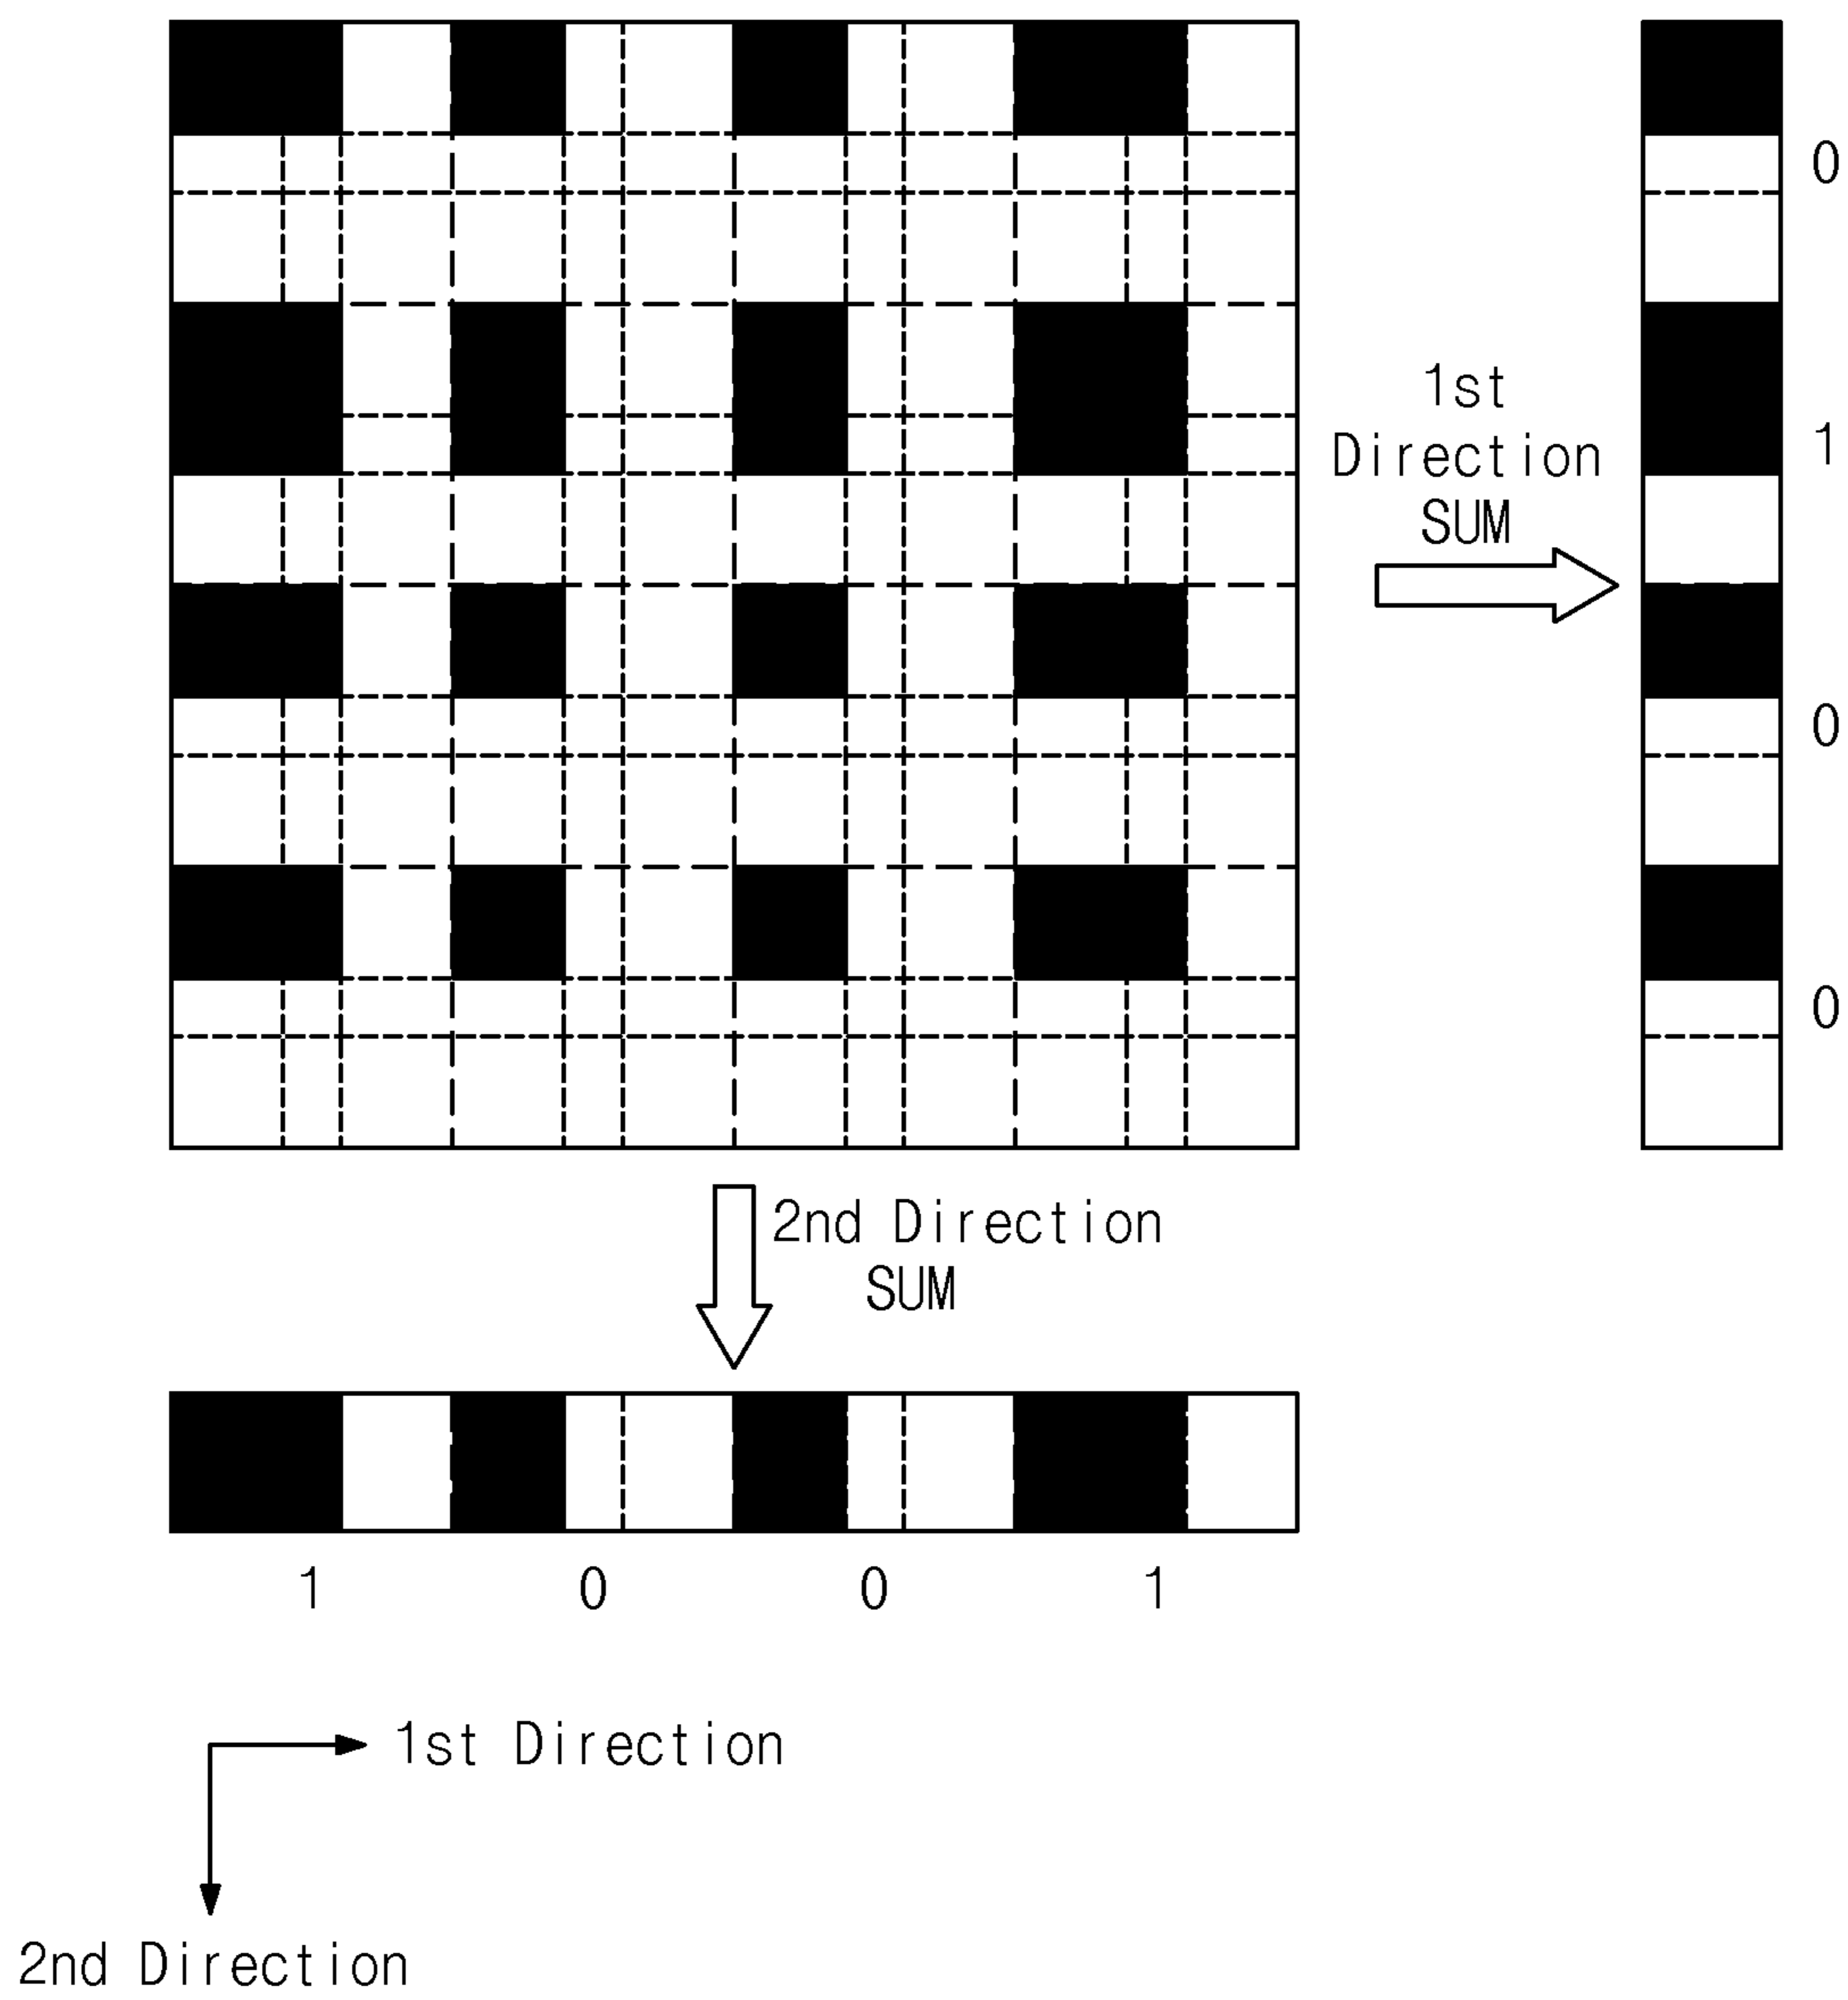 0
1st
Direction
SUM
1
0
0
2nd Direction
SUM
1 0 0 1
1st Direction
2nd Direction